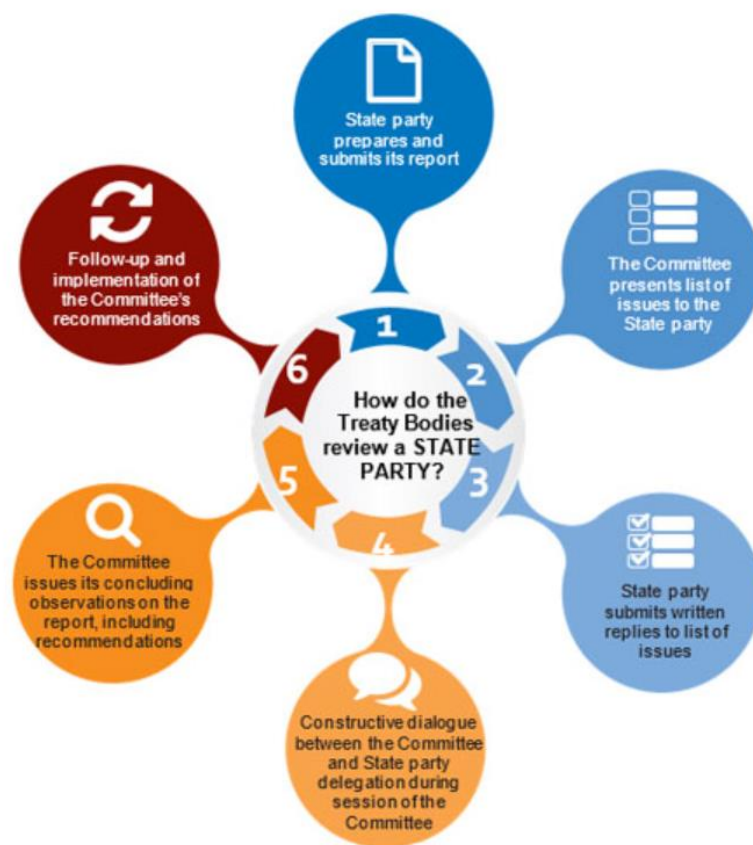 State party
prepares and
submits its report
1
The Committee
presents list of
issues to the
State party
2
State party
submits written
replies to list of
issues
3
Constructive dialogue
between the Committee
and State party
delegation during
session of the
Committee
4
The Committee
issues its concluding
observations on the
report, including
recommendations
5
Follow-up and
implementation of
the Committee's
recommendations
6
How do the
Treaty Bodies
review a STATE
PARTY?